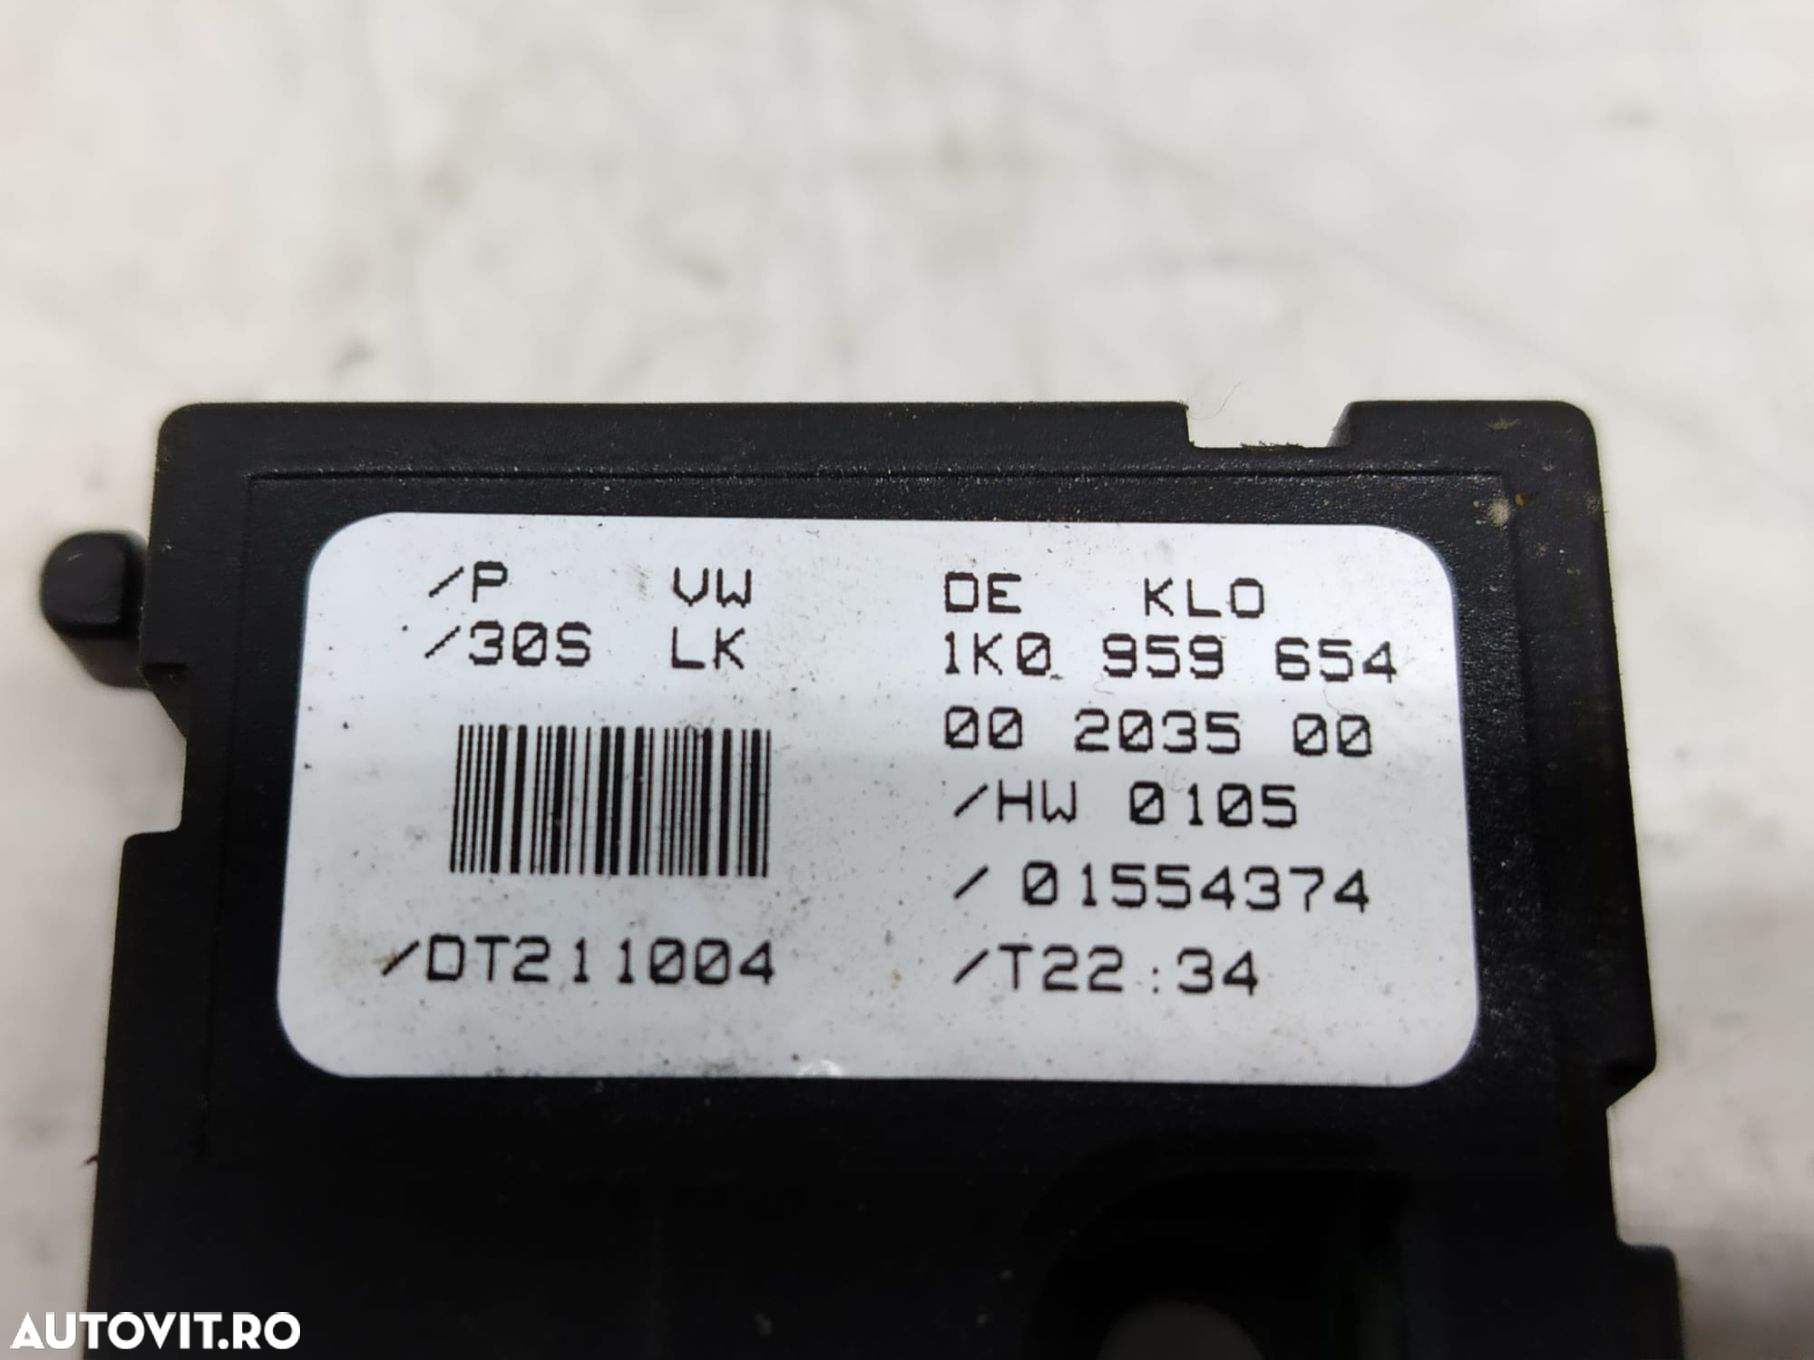 /P VW DE KLO
/30S LK 1K0 959 654
00 2035 00
/HW 0105
/ 01554374
/DT211004 /T22:34
AUTOVIT.RO